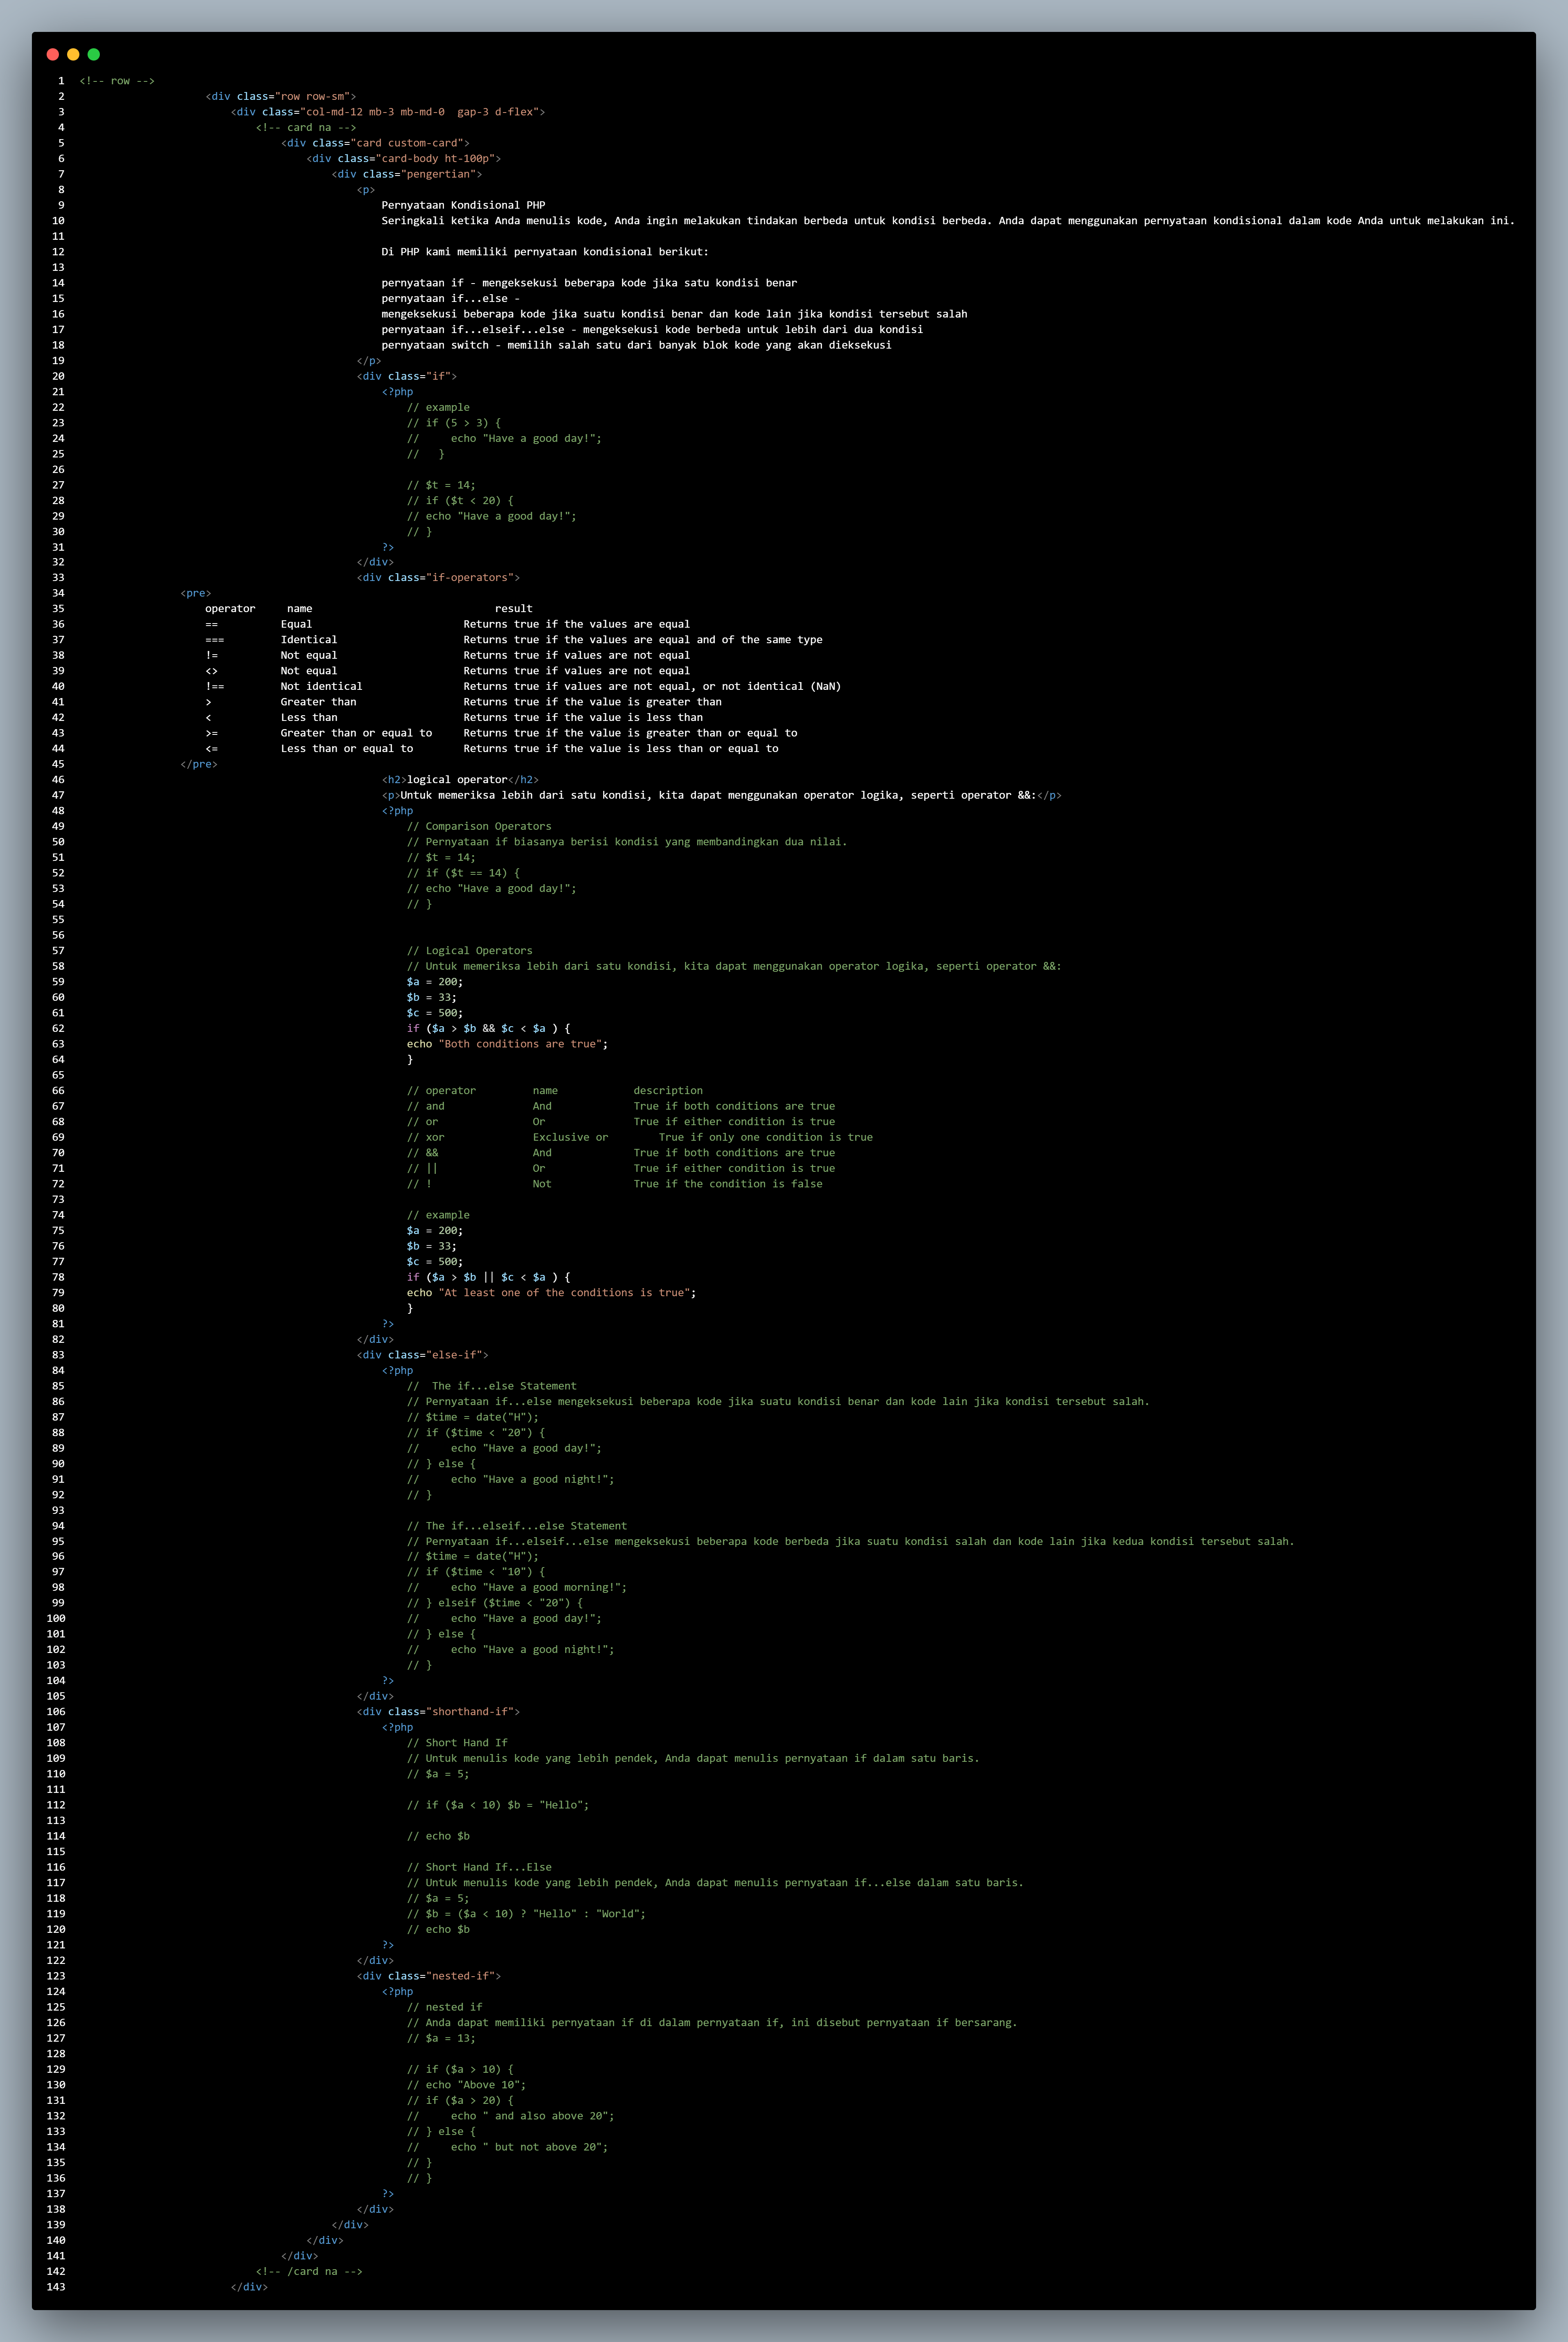 1 <!-- row -->
2 <div class="row row-sm">
3 <div class="col-md-12 mb-3 mb-md-0  gap-3 d-flex">
4 <!-- card na -->
5 <div class="card custom-card">
6 <div class="card-body ht-100p">
7 <div class="pengertian">
8 <p>
9 Pernyataan Kondisional PHP
10 Seringkali ketika Anda menulis kode, Anda ingin melakukan tindakan berbeda untuk kondisi berbeda. Anda dapat menggunakan pernyataan kondisional dalam kode Anda untuk melakukan ini.
11
12 Di PHP kami memiliki pernyataan kondisional berikut:
13
14 pernyataan if - mengeksekusi beberapa kode jika satu kondisi benar
15 pernyataan if...else -
16 mengeksekusi beberapa kode jika suatu kondisi benar dan kode lain jika kondisi tersebut salah
17 pernyataan if...elseif...else - mengeksekusi kode berbeda untuk lebih dari dua kondisi
18 pernyataan switch - memilih salah satu dari banyak blok kode yang akan dieksekusi
19 </p>
20 <div class="if">
21 <?php
22 // example
23 // if (5 > 3) {
24 //     echo "Have a good day!";
25 //   }
26
27 // $t = 14;
28 // if ($t < 20) {
29 // echo "Have a good day!";
30 // }
31 ?>
32 </div>
33 <div class="if-operators">
34 <pre>
35 operator     name                             result
36 ==          Equal                        Returns true if the values are equal
37 ===         Identical                    Returns true if the values are equal and of the same type
38 !=          Not equal                    Returns true if values are not equal
39 <>          Not equal                    Returns true if values are not equal
40 !==         Not identical                Returns true if values are not equal, or not identical (NaN)
41 >           Greater than                 Returns true if the value is greater than
42 <           Less than                    Returns true if the value is less than
43 >=          Greater than or equal to     Returns true if the value is greater than or equal to
44 <=          Less than or equal to        Returns true if the value is less than or equal to
45 </pre>
46 <h2>logical operator</h2>
47 <p>Untuk memeriksa lebih dari satu kondisi, kita dapat menggunakan operator logika, seperti operator &&:</p>
48 <?php
49 // Comparison Operators
50 // Pernyataan if biasanya berisi kondisi yang membandingkan dua nilai.
51 // $t = 14;
52 // if ($t == 14) {
53 // echo "Have a good day!";
54 // }
55
56
57 // Logical Operators
58 // Untuk memeriksa lebih dari satu kondisi, kita dapat menggunakan operator logika, seperti operator &&:
59 $a = 200;
60 $b = 33;
61 $c = 500;
62 if ($a > $b && $c < $a ) {
63 echo "Both conditions are true";
64 }
65
66 // operator         name            description
67 // and              And             True if both conditions are true
68 // or               Or              True if either condition is true
69 // xor              Exclusive or        True if only one condition is true
70 // &&               And             True if both conditions are true
71 // ||               Or              True if either condition is true
72 // !                Not             True if the condition is false
73
74 // example
75 $a = 200;
76 $b = 33;
77 $c = 500;
78 if ($a > $b || $c < $a ) {
79 echo "At least one of the conditions is true";
80 }
81 ?>
82 </div>
83 <div class="else-if">
84 <?php
85 //  The if...else Statement
86 // Pernyataan if...else mengeksekusi beberapa kode jika suatu kondisi benar dan kode lain jika kondisi tersebut salah.
87 // $time = date("H");
88 // if ($time < "20") {
89 //     echo "Have a good day!";
90 // } else {
91 //     echo "Have a good night!";
92 // }
93
94 // The if...elseif...else Statement
95 // Pernyataan if...elseif...else mengeksekusi beberapa kode berbeda jika suatu kondisi salah dan kode lain jika kedua kondisi tersebut salah.
96 // $time = date("H");
97 // if ($time < "10") {
98 //     echo "Have a good morning!";
99 // } elseif ($time < "20") {
100 //     echo "Have a good day!";
101 // } else {
102 //     echo "Have a good night!";
103 // }
104 ?>
105 </div>
106 <div class="shorthand-if">
107 <?php
108 // Short Hand If
109 // Untuk menulis kode yang lebih pendek, Anda dapat menulis pernyataan if dalam satu baris.
110 // $a = 5;
111
112 // if ($a < 10) $b = "Hello";
113
114 // echo $b
115
116 // Short Hand If...Else
117 // Untuk menulis kode yang lebih pendek, Anda dapat menulis pernyataan if...else dalam satu baris.
118 // $a = 5;
119 // $b = ($a < 10) ? "Hello" : "World";
120 // echo $b
121 ?>
122 </div>
123 <div class="nested-if">
124 <?php
125 // nested if
126 // Anda dapat memiliki pernyataan if di dalam pernyataan if, ini disebut pernyataan if bersarang.
127 // $a = 13;
128
129 // if ($a > 10) {
130 // echo "Above 10";
131 // if ($a > 20) {
132 //     echo " and also above 20";
133 // } else {
134 //     echo " but not above 20";
135 // }
136 // }
137 ?>
138 </div>
139 </div>
140 </div>
141 </div>
142 <!-- /card na -->
143 </div>